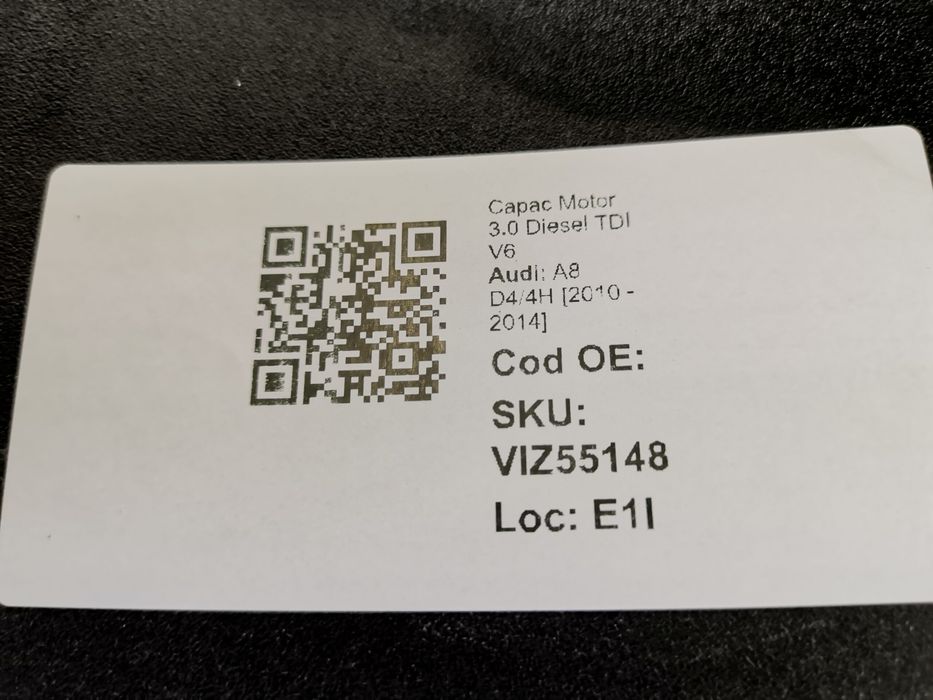 Capac Motor
3.0 Diesel TDI
V6
Audi: A8
D4/4H [2010 -
2014]
Cod OE:
SKU:
VIZ55148
Loc: E1I